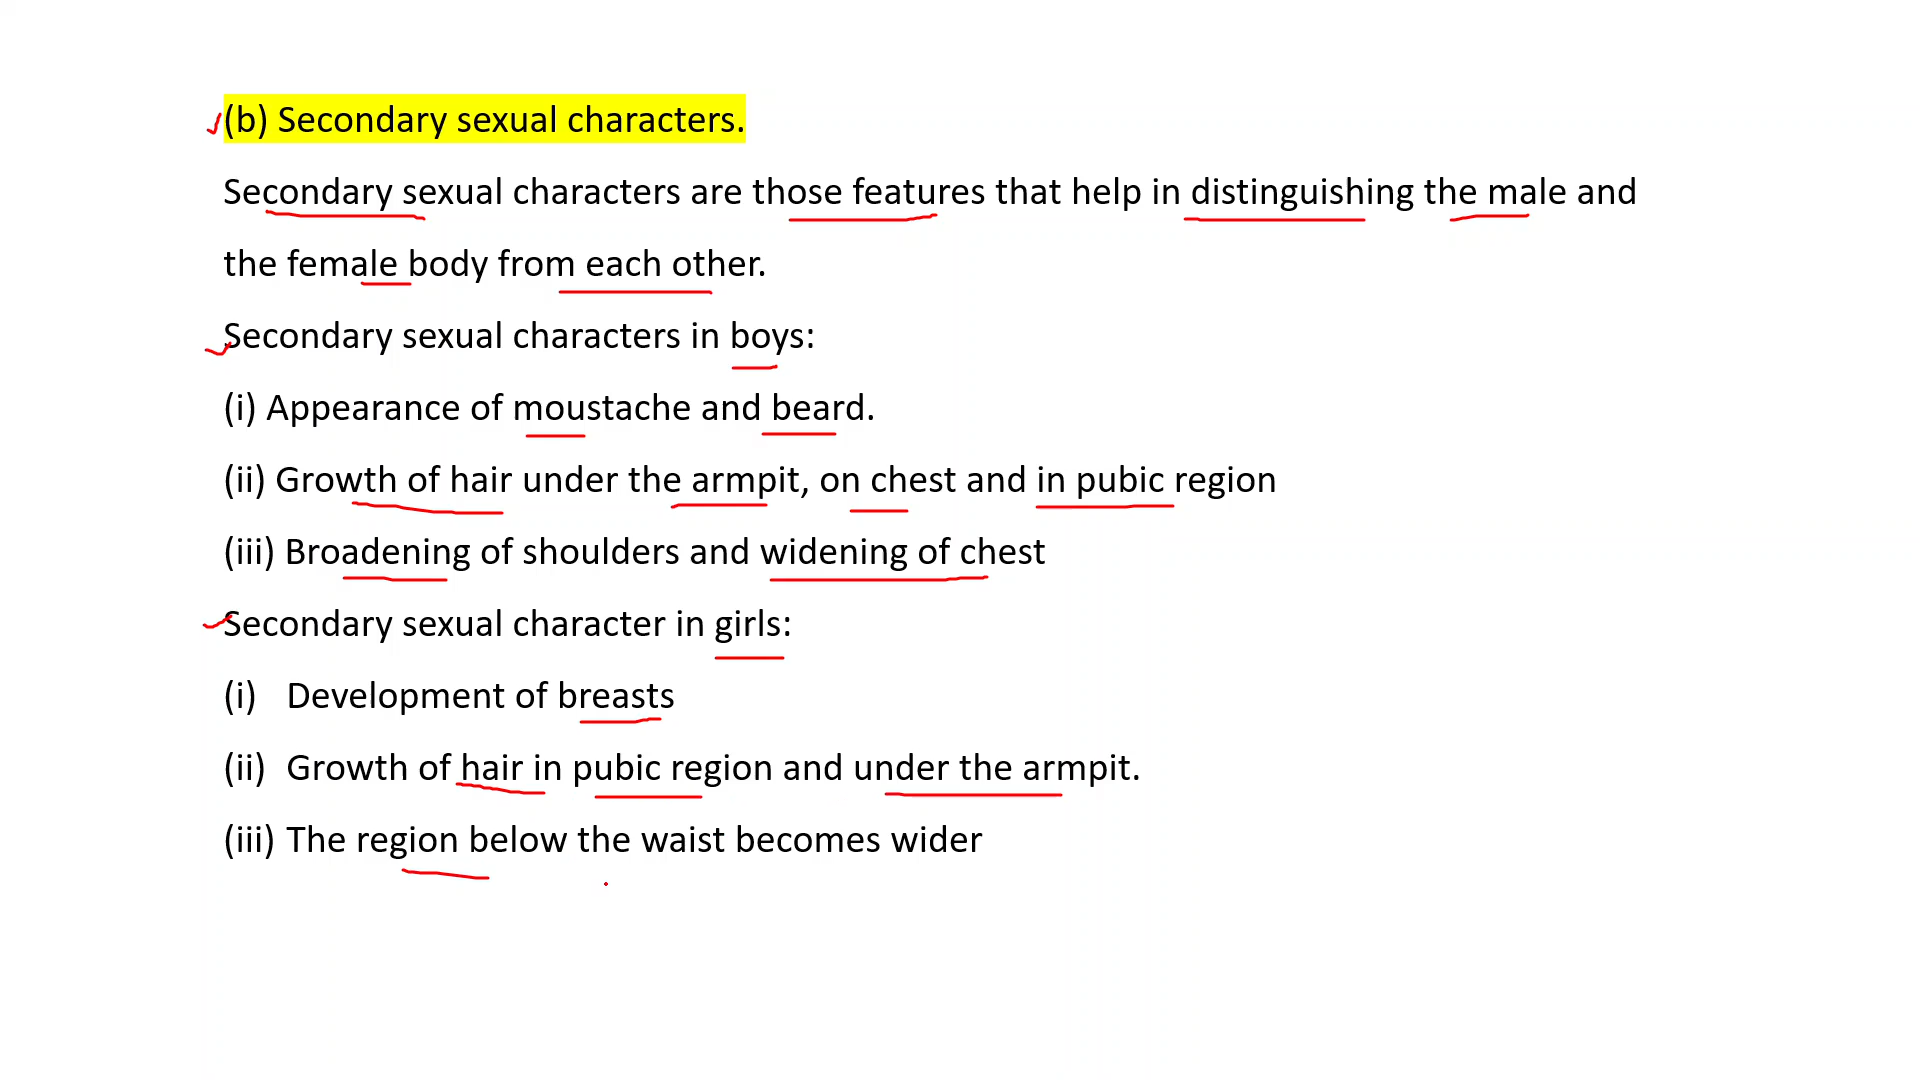 (b) Secondary sexual characters.
Secondary sexual characters are those features that help in distinguishing the male and
the female body from each other.
Secondary sexual characters in boys:
(i) Appearance of moustache and beard.
(ii) Growth of hair under the armpit, on chest and in pubic region
(iii) Broadening of shoulders and widening of chest
Secondary sexual character in girls:
(i) Development of breasts
(ii) Growth of hair in pubic region and under the armpit.
(iii) The region below the waist becomes wider